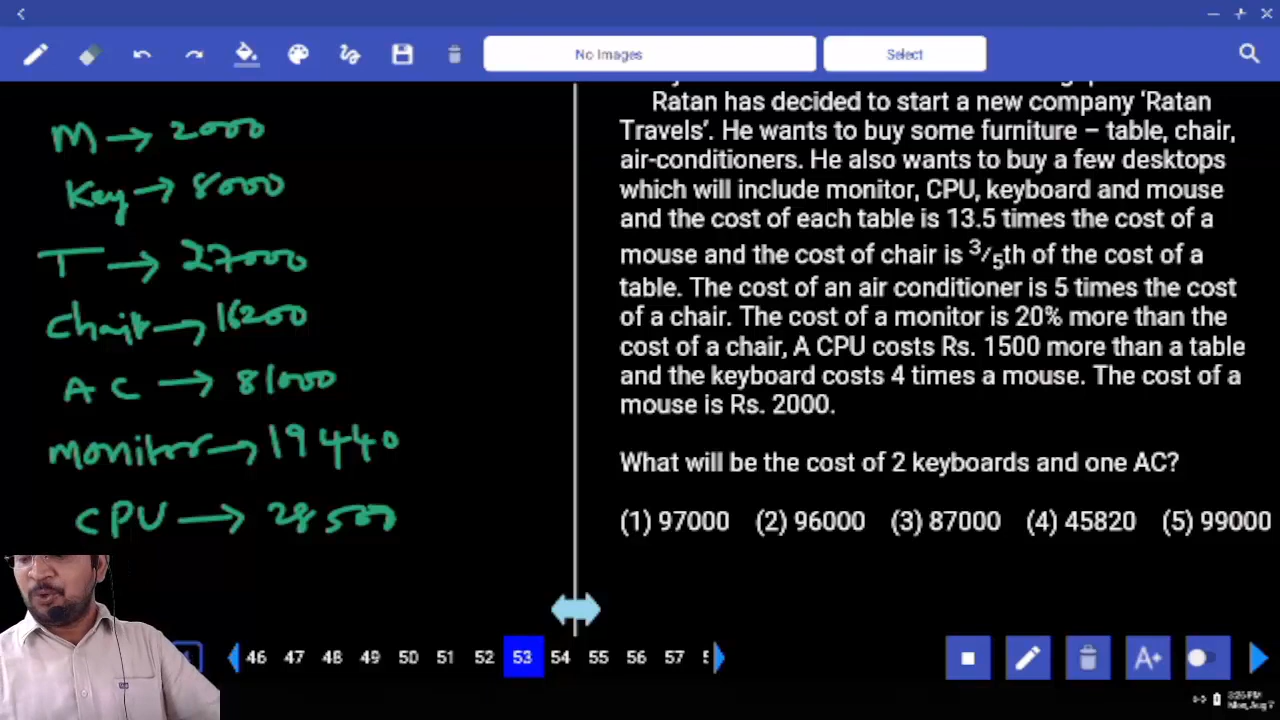 No Images
Select
M → 2000
Key → 8000
T → 27000
Chair → 16200
AC → 81000
monitor → 19440
CPU → 28500
Ratan has decided to start a new company ‘Ratan
Travels’. He wants to buy some furniture – table, chair,
air-conditioners. He also wants to buy a few desktops
which will include monitor, CPU, keyboard and mouse
and the cost of each table is 13.5 times the cost of a
mouse and the cost of chair is 3/5th of the cost of a
table. The cost of an air conditioner is 5 times the cost
of a chair. The cost of a monitor is 20% more than the
cost of a chair, A CPU costs Rs. 1500 more than a table
and the keyboard costs 4 times a mouse. The cost of a
mouse is Rs. 2000.
What will be the cost of 2 keyboards and one AC?
(1) 97000 (2) 96000 (3) 87000 (4) 45820 (5) 99000
46 47 48 49 50 51 52 53 54 55 56 57
A+
3:26 PM
Mon, Aug 7